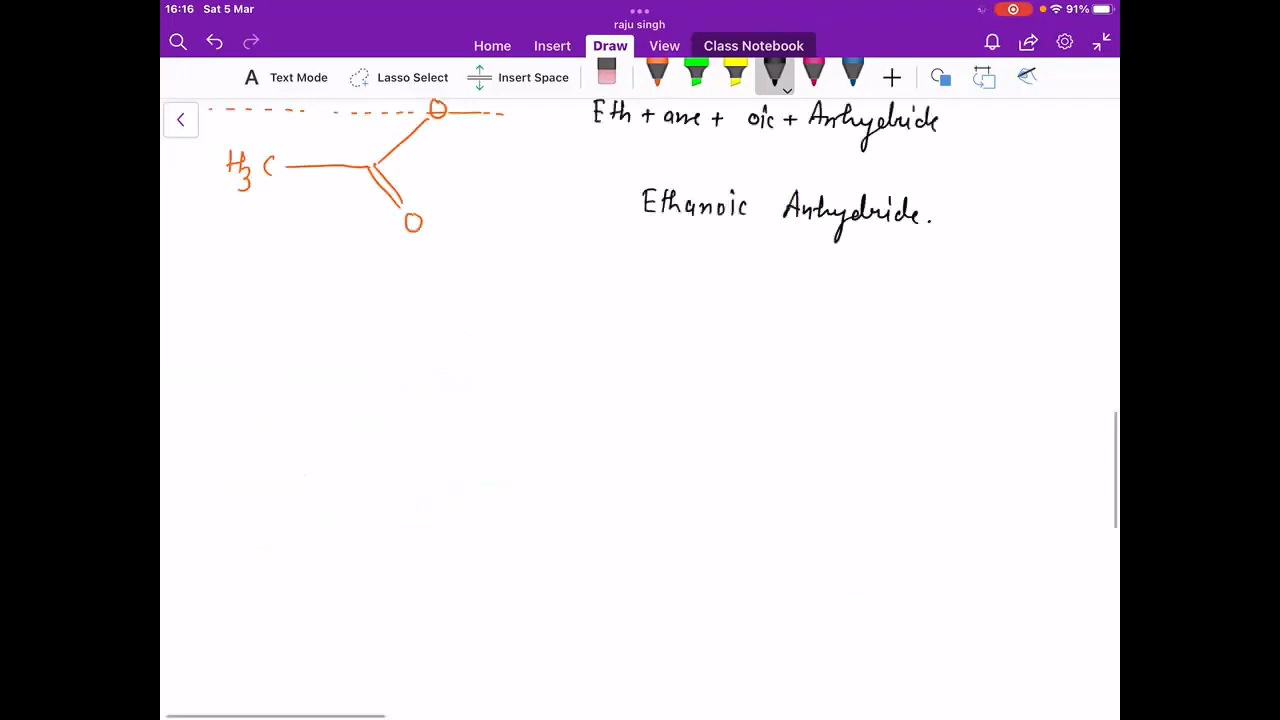 16:16 Sat 5 Mar
91%
raju singh
Home Insert Draw View Class Notebook
A Text Mode Lasso Select Insert Space
O
Eth + ane + oic + Anhydride
H3C
O
Ethanoic Anhydride.